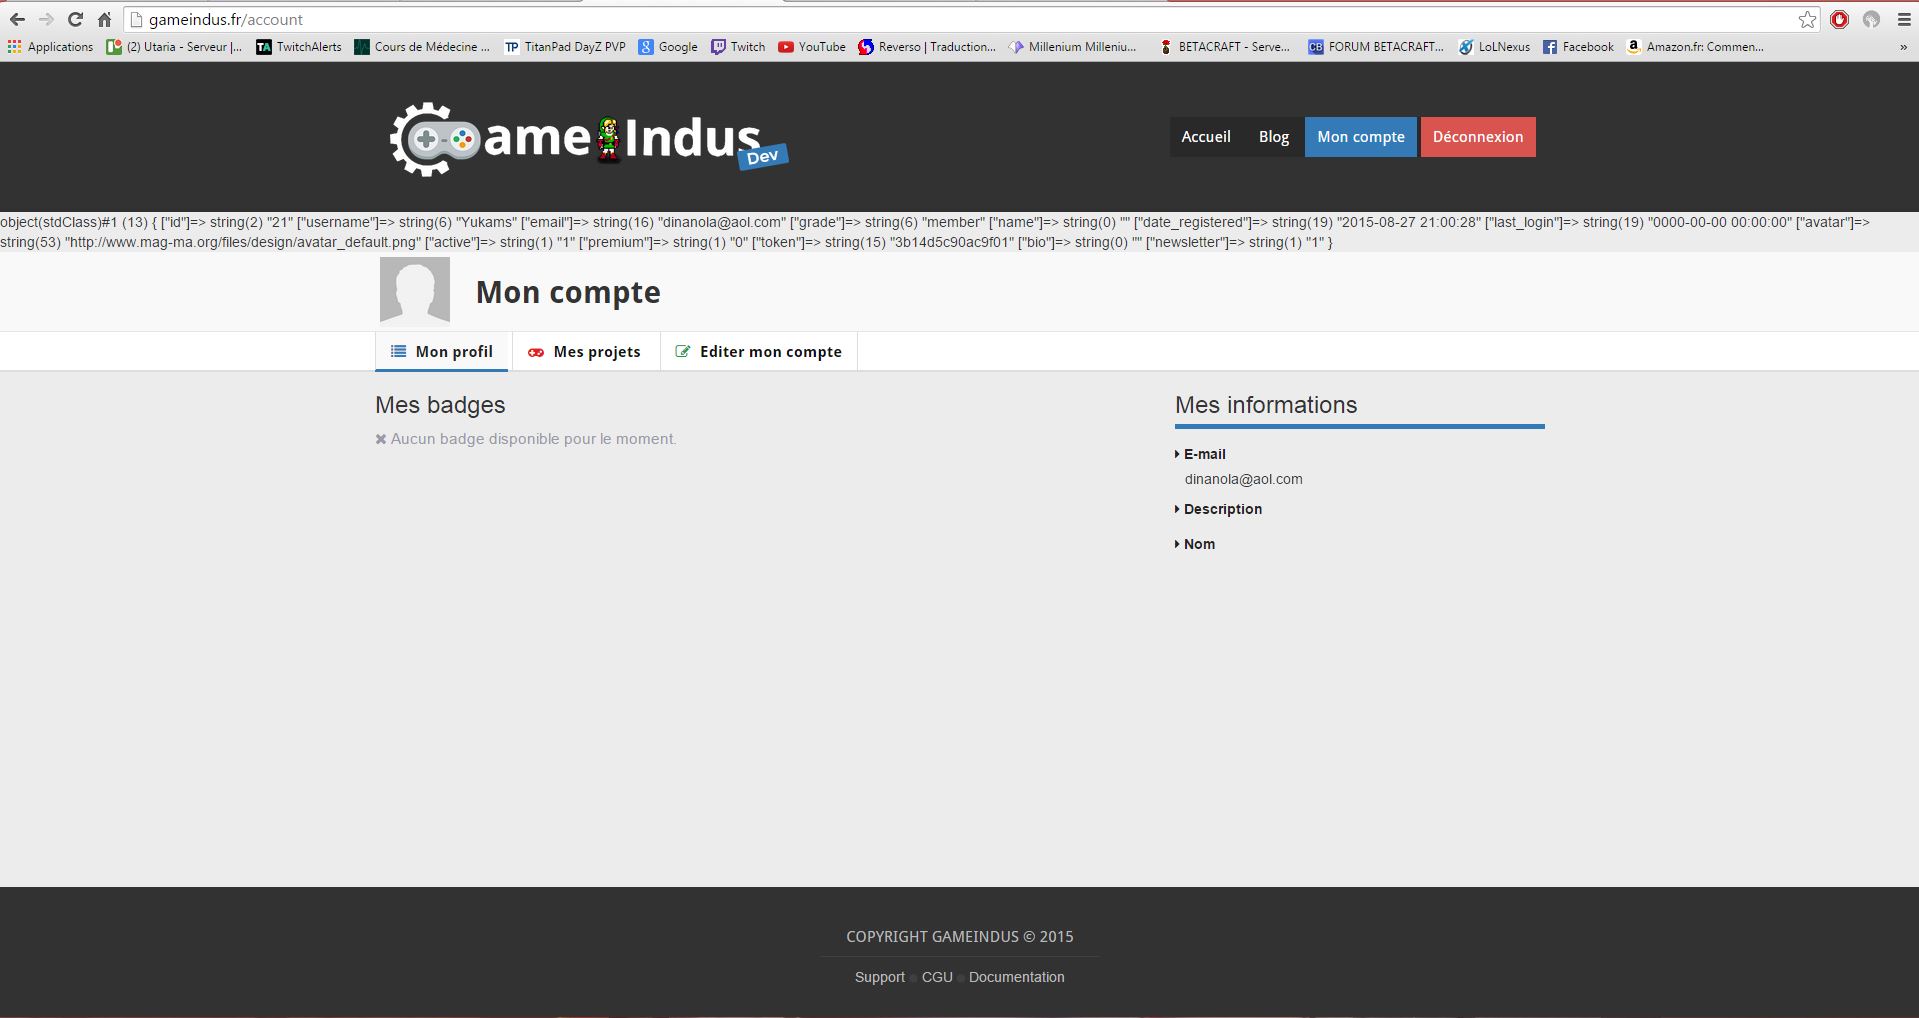 gameindus.fr/account
Applications (2) Utaria - Serveur |... TwitchAlerts Cours de Médecine ... TitanPad DayZ PVP Google Twitch YouTube Reverso | Traduction... Millenium Milleniu... BETACRAFT - Serve... FORUM BETACRAFT... LoLNexus Facebook Amazon.fr: Commen... »
Game Indus Dev
Accueil Blog Mon compte Déconnexion
object(stdClass)#1 (13) { ["id"]=> string(2) "21" ["username"]=> string(6) "Yukams" ["email"]=> string(16) "dinanola@aol.com" ["grade"]=> string(6) "member" ["name"]=> string(0) "" ["date_registered"]=> string(19) "2015-08-27 21:00:28" ["last_login"]=> string(19) "0000-00-00 00:00:00" ["avatar"]=>
string(53) "http://www.mag-ma.org/files/design/avatar_default.png" ["active"]=> string(1) "1" ["premium"]=> string(1) "0" ["token"]=> string(15) "3b14d5c90ac9f01" ["bio"]=> string(0) "" ["newsletter"]=> string(1) "1" }
Mon compte
Mon profil Mes projets Editer mon compte
Mes badges
Aucun badge disponible pour le moment.
Mes informations
E-mail
dinanola@aol.com
Description
Nom
COPYRIGHT GAMEINDUS © 2015
Support CGU Documentation